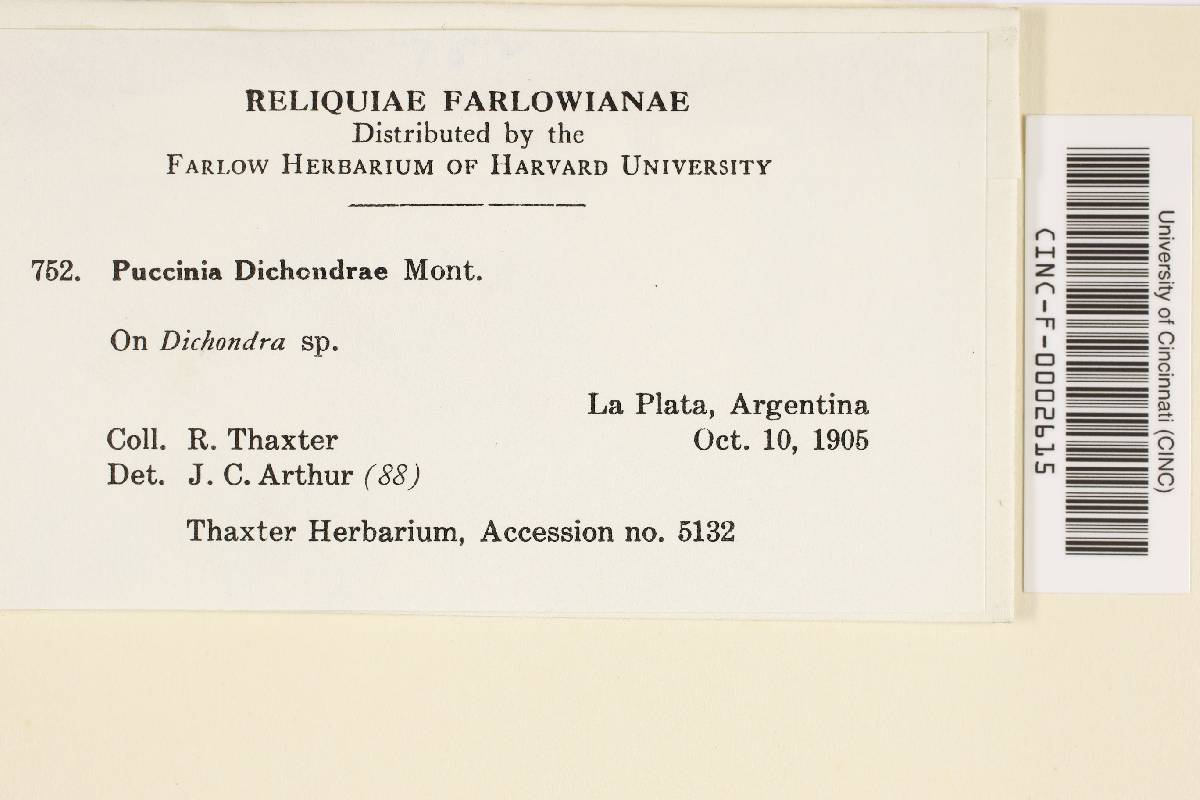 RELIQUIAE FARLOWIANAE
Distributed by the
FARLOW HERBARIUM OF HARVARD UNIVERSITY
752. Puccinia Dichondrae Mont.
On Dichondra sp.
La Plata, Argentina
Coll. R. Thaxter Oct. 10, 1905
Det. J. C. Arthur (88)
Thaxter Herbarium, Accession no. 5132
University of Cincinnati (CINC)
CINC-F-0002615